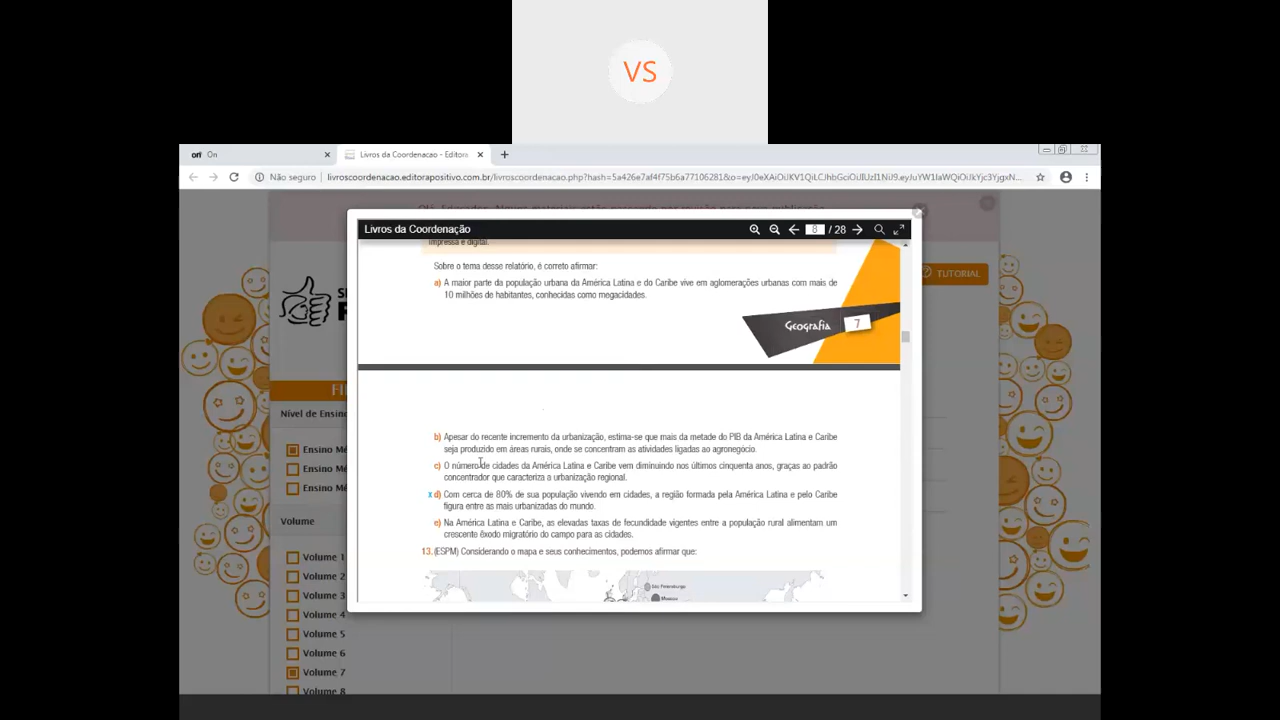 VS
on On
Livros da Coordenacao - Editora
Não seguro
livroscoordenacao.editorapositivo.com.br/livroscoordenacao.php?hash=
TUTORIAL
Nível de Ensino
Ensino Mé
Ensino Mé
Ensino Mé
Volume
Volume 1
Volume 2
Volume 3
Volume 4
Volume 5
Volume 6
Volume 7
Volume 8
Livros da Coordenação
8 / 28
impressa e digital.
Sobre o tema desse relatório, é correto afirmar:
a) A maior parte da população urbana da América Latina e do Caribe vive em aglomerações urbanas com mais de
10 milhões de habitantes, conhecidas como megacidades.
Geografia 7
b) Apesar do recente incremento da urbanização, estima-se que mais da metade do PIB da América Latina e Caribe
seja produzido em áreas rurais, onde se concentram as atividades ligadas ao agronegócio.
c) O número de cidades da América Latina e Caribe vem diminuindo nos últimos cinquenta anos, graças ao padrão
concentrador que caracteriza a urbanização regional.
x d) Com cerca de 80% de sua população vivendo em cidades, a região formada pela América Latina e pelo Caribe
figura entre as mais urbanizadas do mundo.
e) Na América Latina e Caribe, as elevadas taxas de fecundidade vigentes entre a população rural alimentam um
crescente êxodo migratório do campo para as cidades.
13. (ESPM) Considerando o mapa e seus conhecimentos, podemos afirmar que:
São Petersburgo
Moscou